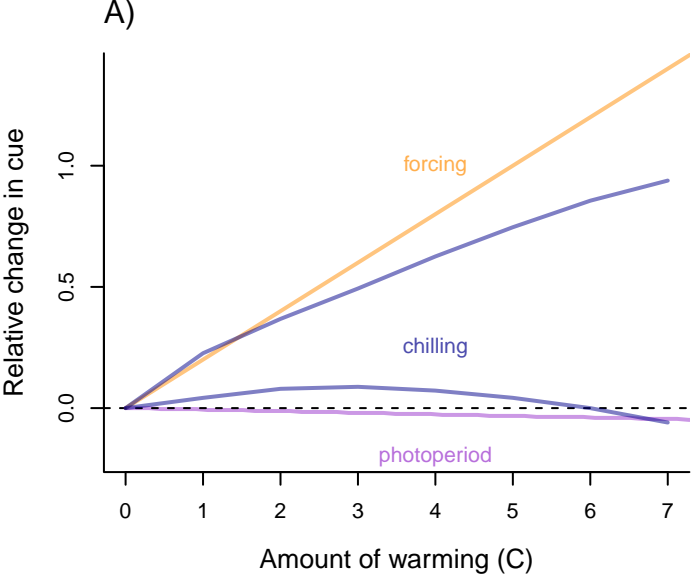 A)
Relative change in cue
1.0
0.5
0.0
forcing
chilling
photoperiod
0 1 2 3 4 5 6 7
Amount of warming (C)